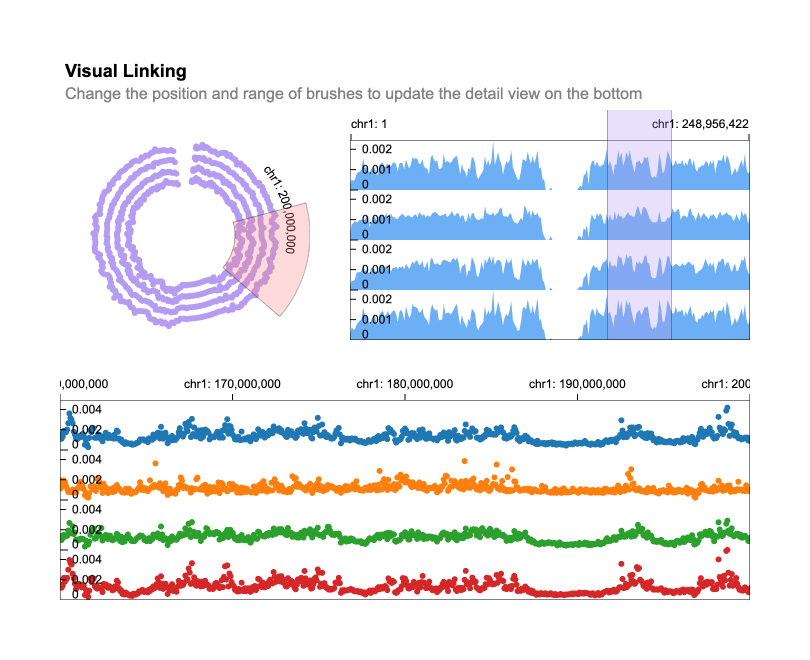 Visual Linking
Change the position and range of brushes to update the detail view on the bottom
chr1: 200,000,000
chr1: 1
chr1: 248,956,422
0.002
0.001
0
0.002
0.001
0
0.002
0.001
0
0.002
0.001
0
0,000,000
chr1: 170,000,000
chr1: 180,000,000
chr1: 190,000,000
chr1: 200
0.004
0.002
0
0.004
0.002
0
0.004
0.002
0
0.004
0.002
0